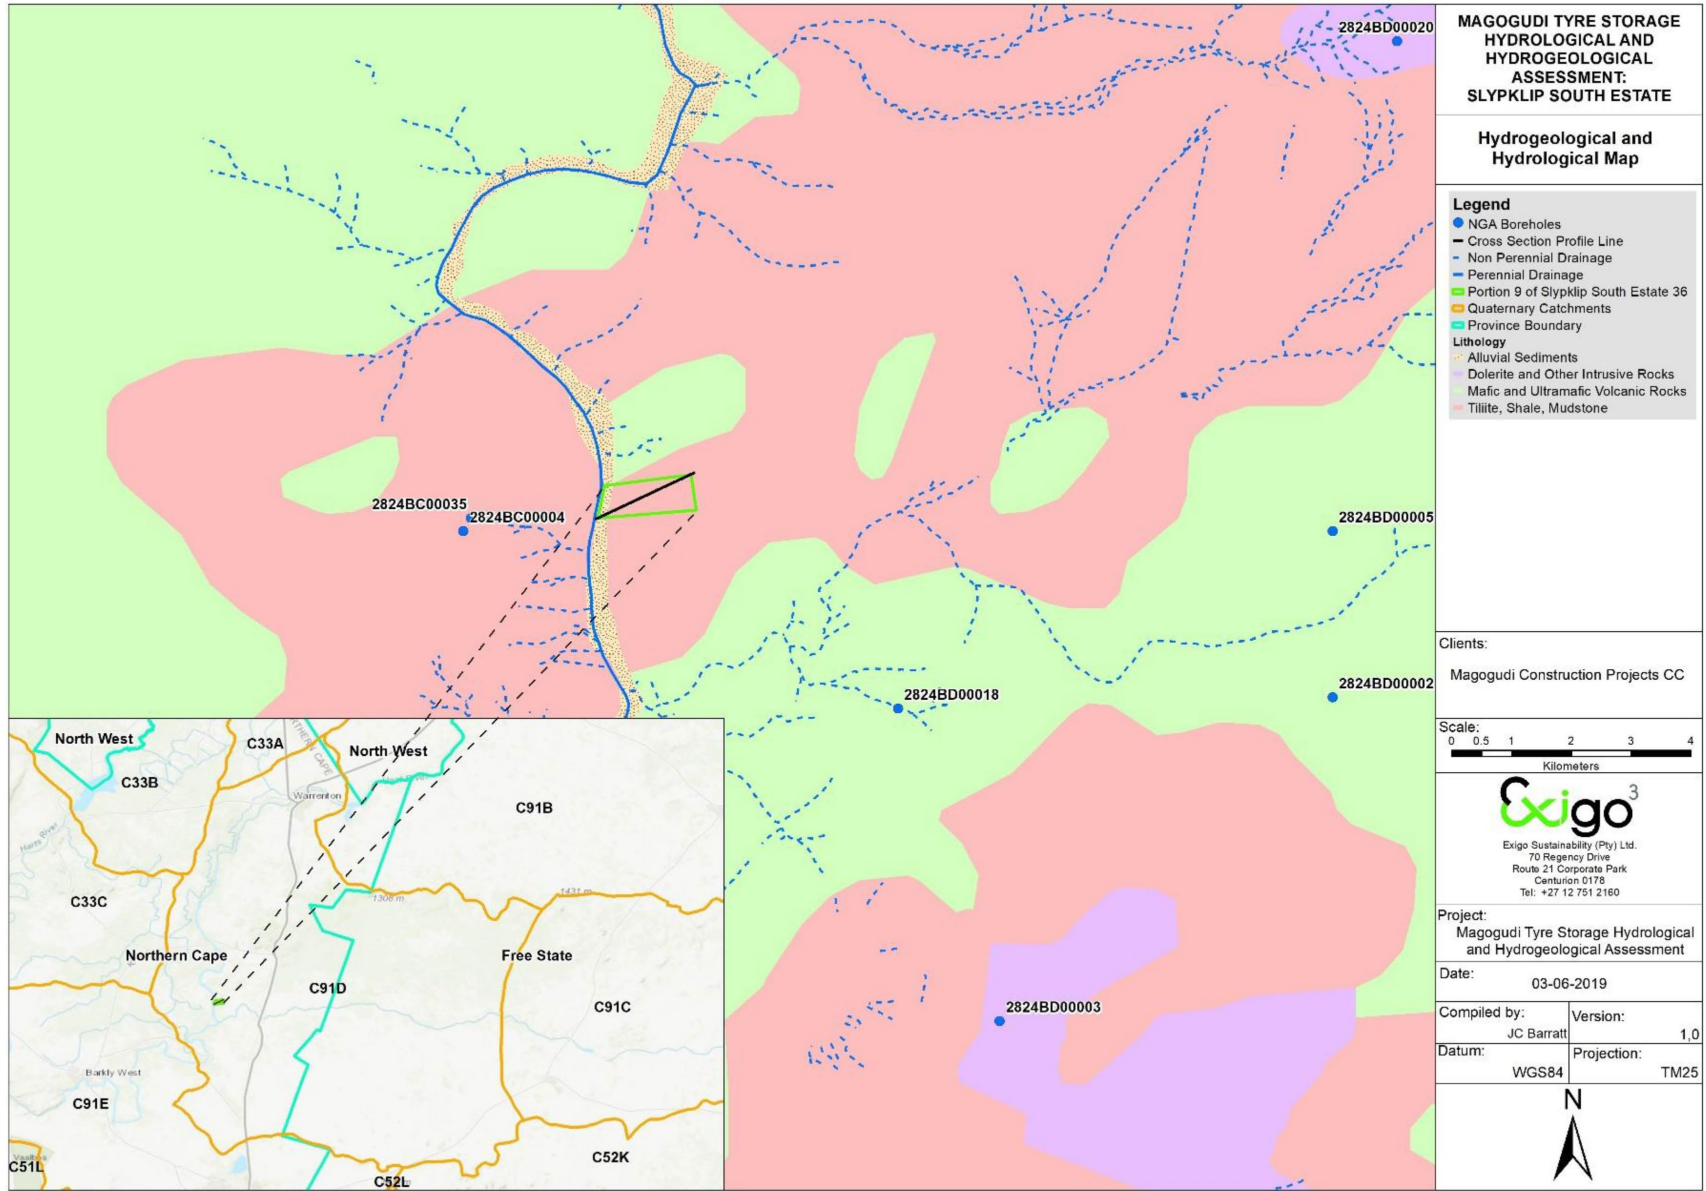 2824BD00020
2824BC00035
2824BC00004
2824BD00005
2824BD00002
2824BD00018
2824BD00003
North West
C33A
NORTHERN CAPE
North West
C33B
Warrenton
C91B
Harts River
C33C
1308 m
1431 m
Northern Cape
Free State
C91D
C91C
Barkly West
C91E
C52K
C51L
C52L
MAGOGUDI TYRE STORAGE
HYDROLOGICAL AND
HYDROGEOLOGICAL
ASSESSMENT:
SLYPKLIP SOUTH ESTATE
Hydrogeological and
Hydrological Map
Legend
NGA Boreholes
Cross Section Profile Line
Non Perennial Drainage
Perennial Drainage
Portion 9 of Slypklip South Estate 36
Quaternary Catchments
Province Boundary
Lithology
Alluvial Sediments
Dolerite and Other Intrusive Rocks
Mafic and Ultramafic Volcanic Rocks
Tillite, Shale, Mudstone
Clients:
Magogudi Construction Projects CC
Scale:
0 0.5 1 2 3 4
Kilometers
Exigo 3
Exigo Sustainability (Pty) Ltd.
70 Regency Drive
Route 21 Corporate Park
Centurion 0178
Tel: +27 12 751 2160
Project:
Magogudi Tyre Storage Hydrological
and Hydrogeological Assessment
Date:
03-06-2019
Compiled by:
JC Barratt
Version:
1,0
Datum:
WGS84
Projection:
TM25
N